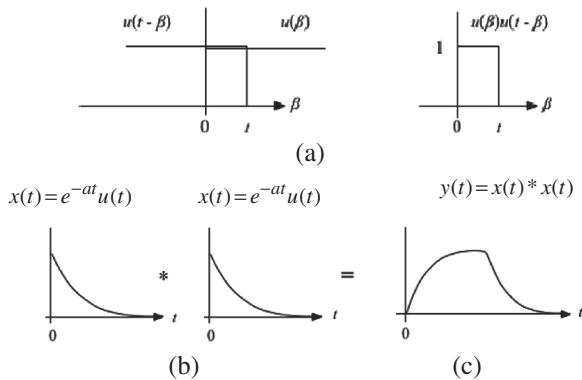 u(t - β) u(β) u(β)u(t - β)
1
β β
0 t 0 t
(a)
x(t) = e^{-at}u(t) x(t) = e^{-at}u(t) y(t) = x(t) * x(t)
* =
t t t
0 0 0
(b) (c)